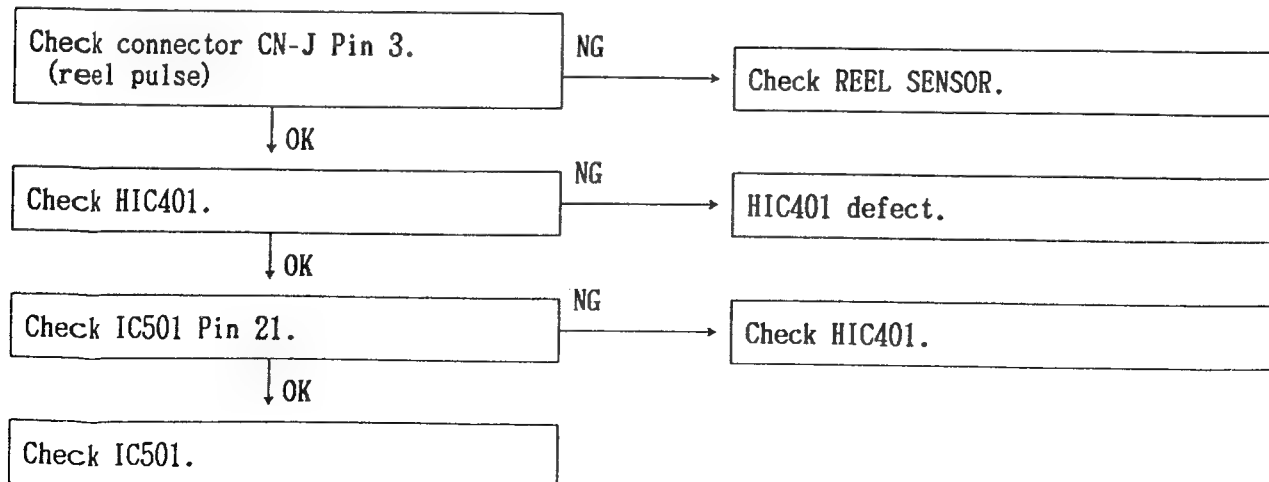 Check connector CN-J Pin 3.
(reel pulse)
NG
Check REEL SENSOR.
OK
Check HIC401.
NG
HIC401 defect.
OK
Check IC501 Pin 21.
NG
Check HIC401.
OK
Check IC501.